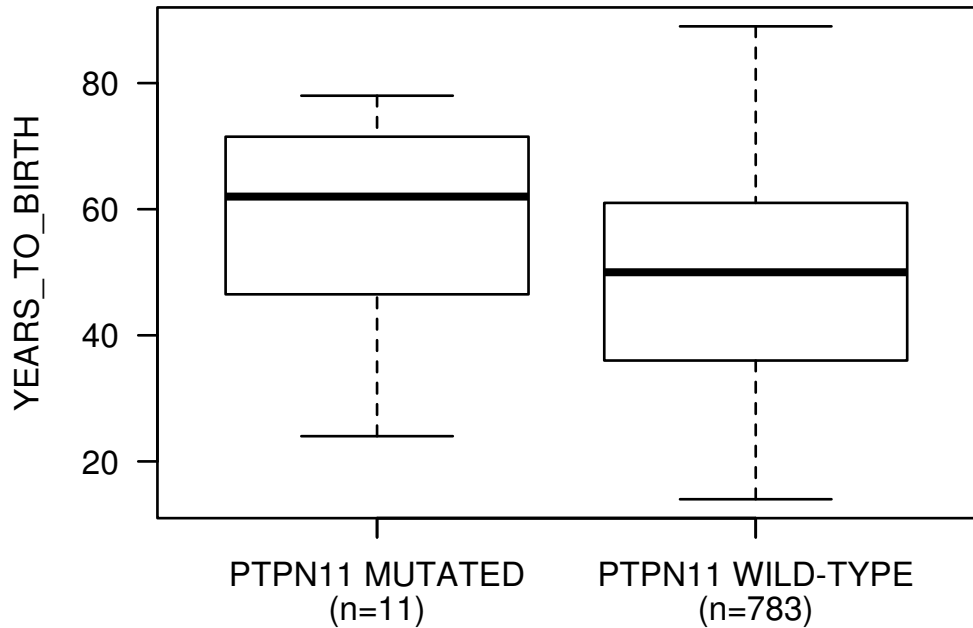 YEARS_TO_BIRTH
80
60
40
20
PTPN11 MUTATED
(n=11)
PTPN11 WILD-TYPE
(n=783)